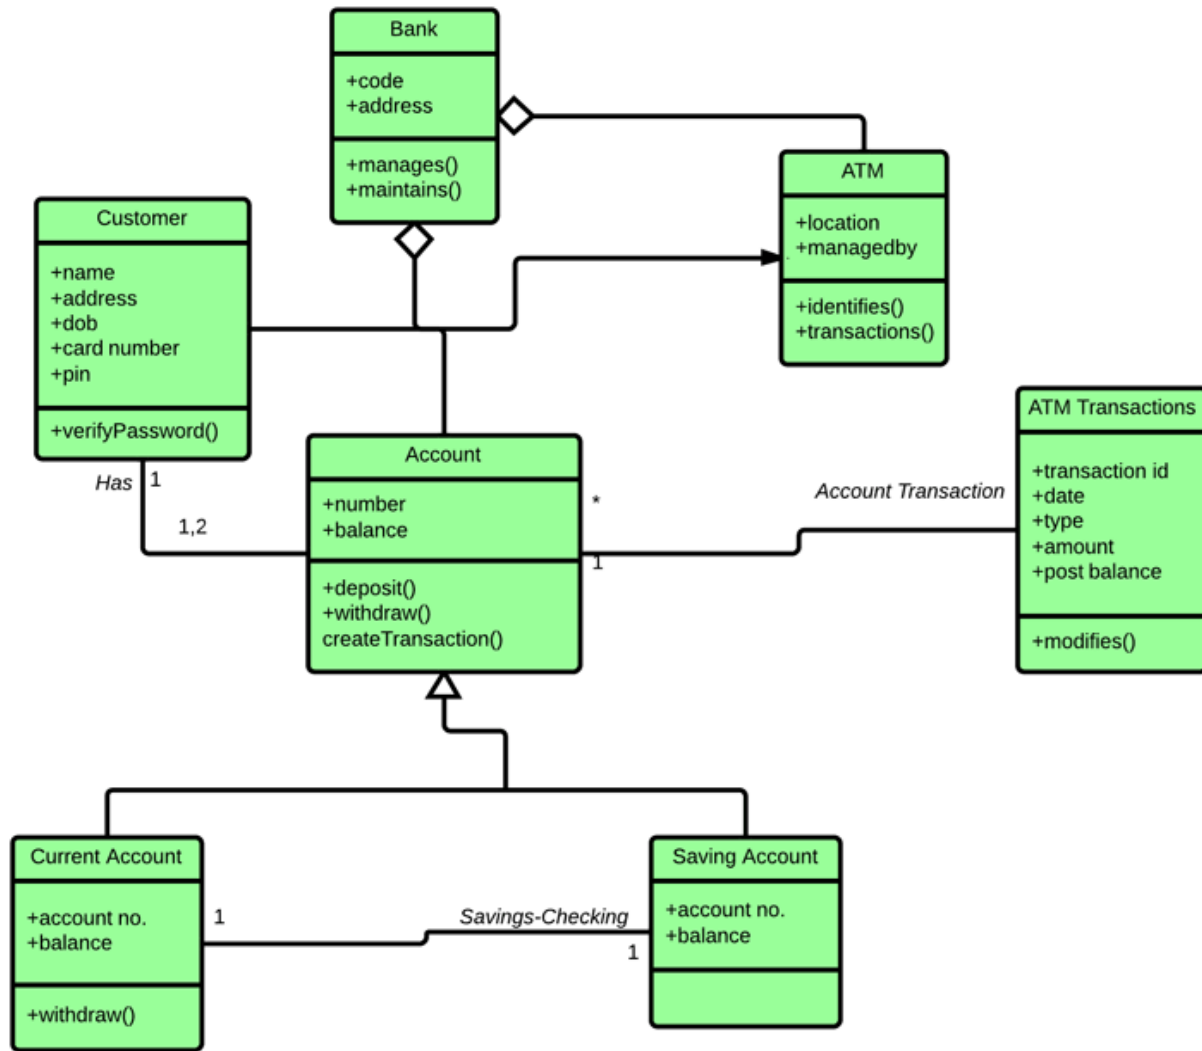 Bank
+code
+address
+manages()
+maintains()
ATM
+location
+managedby
+identifies()
+transactions()
Customer
+name
+address
+dob
+card number
+pin
+verifyPassword()
Has
1
1,2
Account
+number
+balance
+deposit()
+withdraw()
createTransaction()
*
1
Account Transaction
ATM Transactions
+transaction id
+date
+type
+amount
+post balance
+modifies()
Current Account
+account no.
+balance
+withdraw()
1
Savings-Checking
1
Saving Account
+account no.
+balance